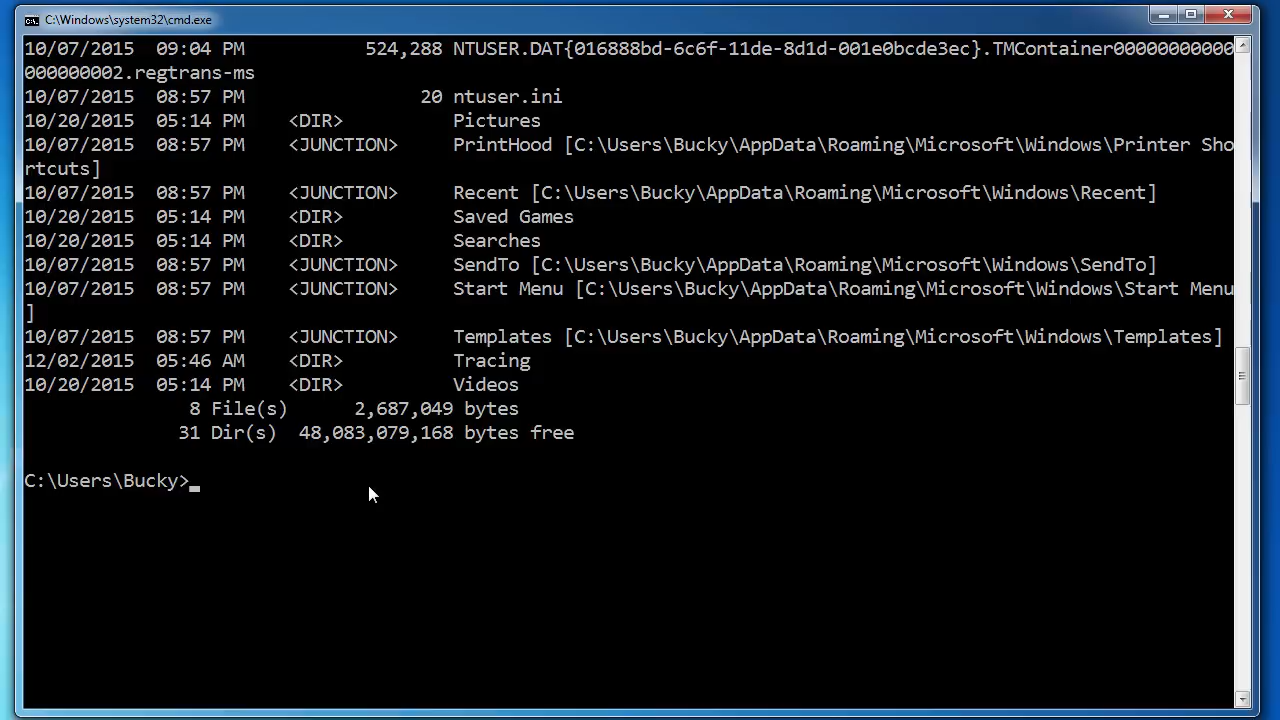 C:\Windows\system32\cmd.exe
10/07/2015  09:04 PM           524,288 NTUSER.DAT{016888bd-6c6f-11de-8d1d-001e0bcde3ec}.TMContainer00000000000
000000002.regtrans-ms
10/07/2015  08:57 PM                20 ntuser.ini
10/20/2015  05:14 PM    <DIR>          Pictures
10/07/2015  08:57 PM    <JUNCTION>     PrintHood [C:\Users\Bucky\AppData\Roaming\Microsoft\Windows\Printer Sho
rtcuts]
10/07/2015  08:57 PM    <JUNCTION>     Recent [C:\Users\Bucky\AppData\Roaming\Microsoft\Windows\Recent]
10/20/2015  05:14 PM    <DIR>          Saved Games
10/20/2015  05:14 PM    <DIR>          Searches
10/07/2015  08:57 PM    <JUNCTION>     SendTo [C:\Users\Bucky\AppData\Roaming\Microsoft\Windows\SendTo]
10/07/2015  08:57 PM    <JUNCTION>     Start Menu [C:\Users\Bucky\AppData\Roaming\Microsoft\Windows\Start Menu
]
10/07/2015  08:57 PM    <JUNCTION>     Templates [C:\Users\Bucky\AppData\Roaming\Microsoft\Windows\Templates]
12/02/2015  05:46 AM    <DIR>          Tracing
10/20/2015  05:14 PM    <DIR>          Videos
               8 File(s)      2,687,049 bytes
              31 Dir(s)  48,083,079,168 bytes free
C:\Users\Bucky>_